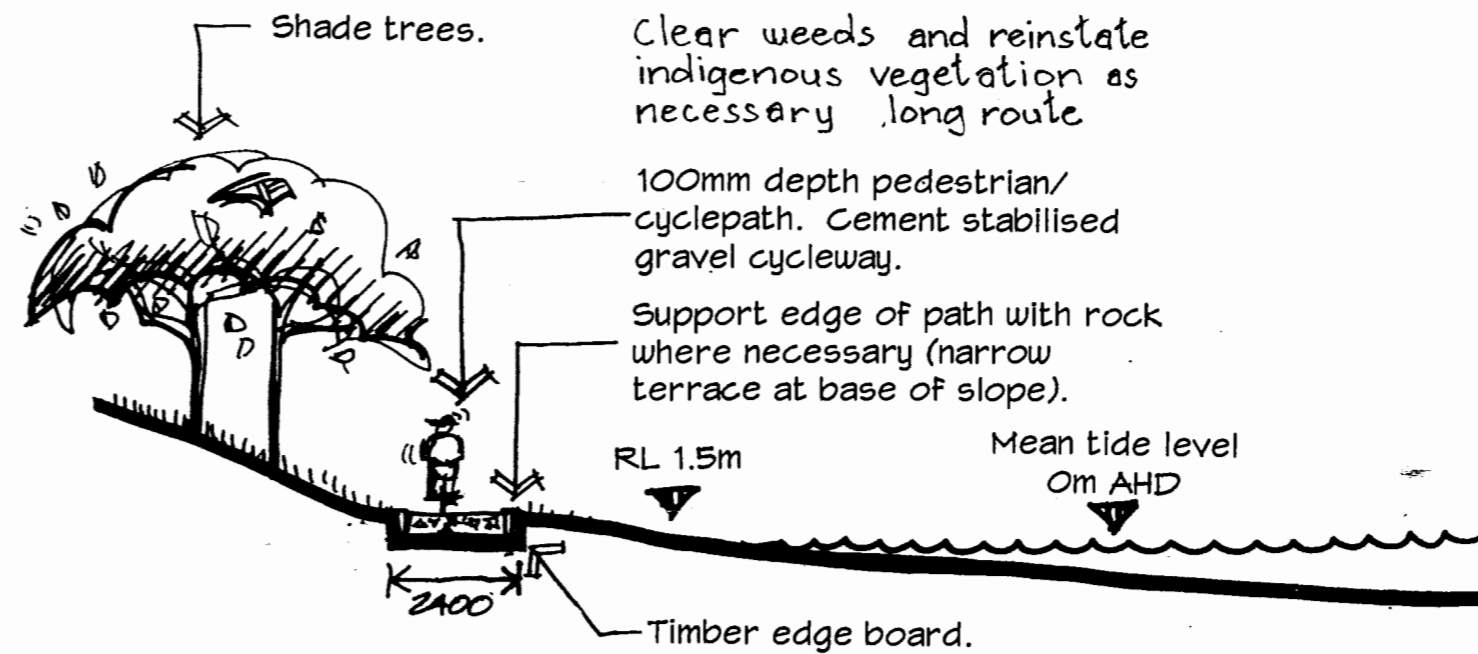 Shade trees.
Clear weeds and reinstate
indigenous vegetation as
necessary ,long route
100mm depth pedestrian/
cyclepath. Cement stabilised
gravel cycleway.
Support edge of path with rock
where necessary (narrow
terrace at base of slope).
RL 1.5m
Mean tide level
0m AHD
2400
Timber edge board.